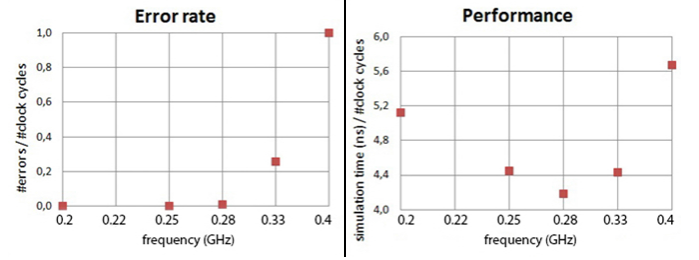 Error rate
#errors / #clock cycles
1,0
0,8
0,6
0,4
0,2
0,0
0.2 0.22 0.25 0.28 0.33 0.4
frequency (GHz)
Performance
simulation time (ns) / #clock cycles
6,0
5,6
5,2
4,8
4,4
4,0
0.2 0.22 0.25 0.28 0.33 0.4
frequency (GHz)